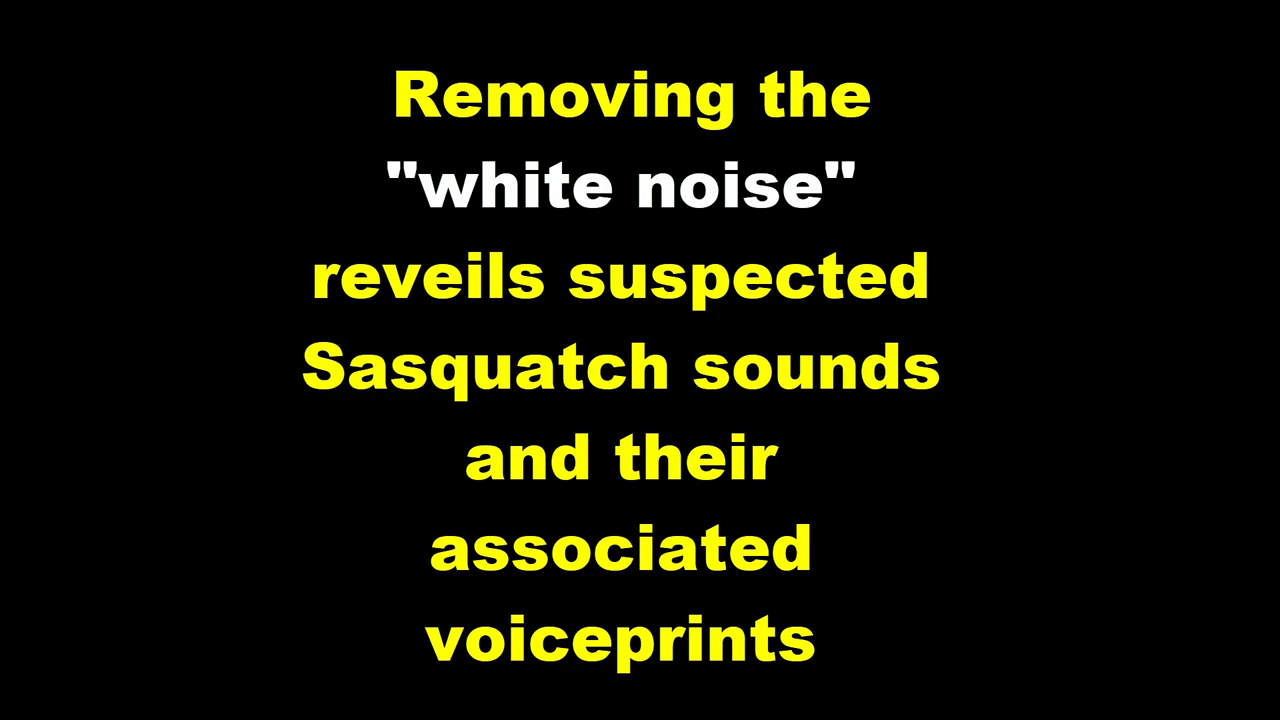 Removing the
"white noise"
reveils suspected
Sasquatch sounds
and their
associated
voiceprints